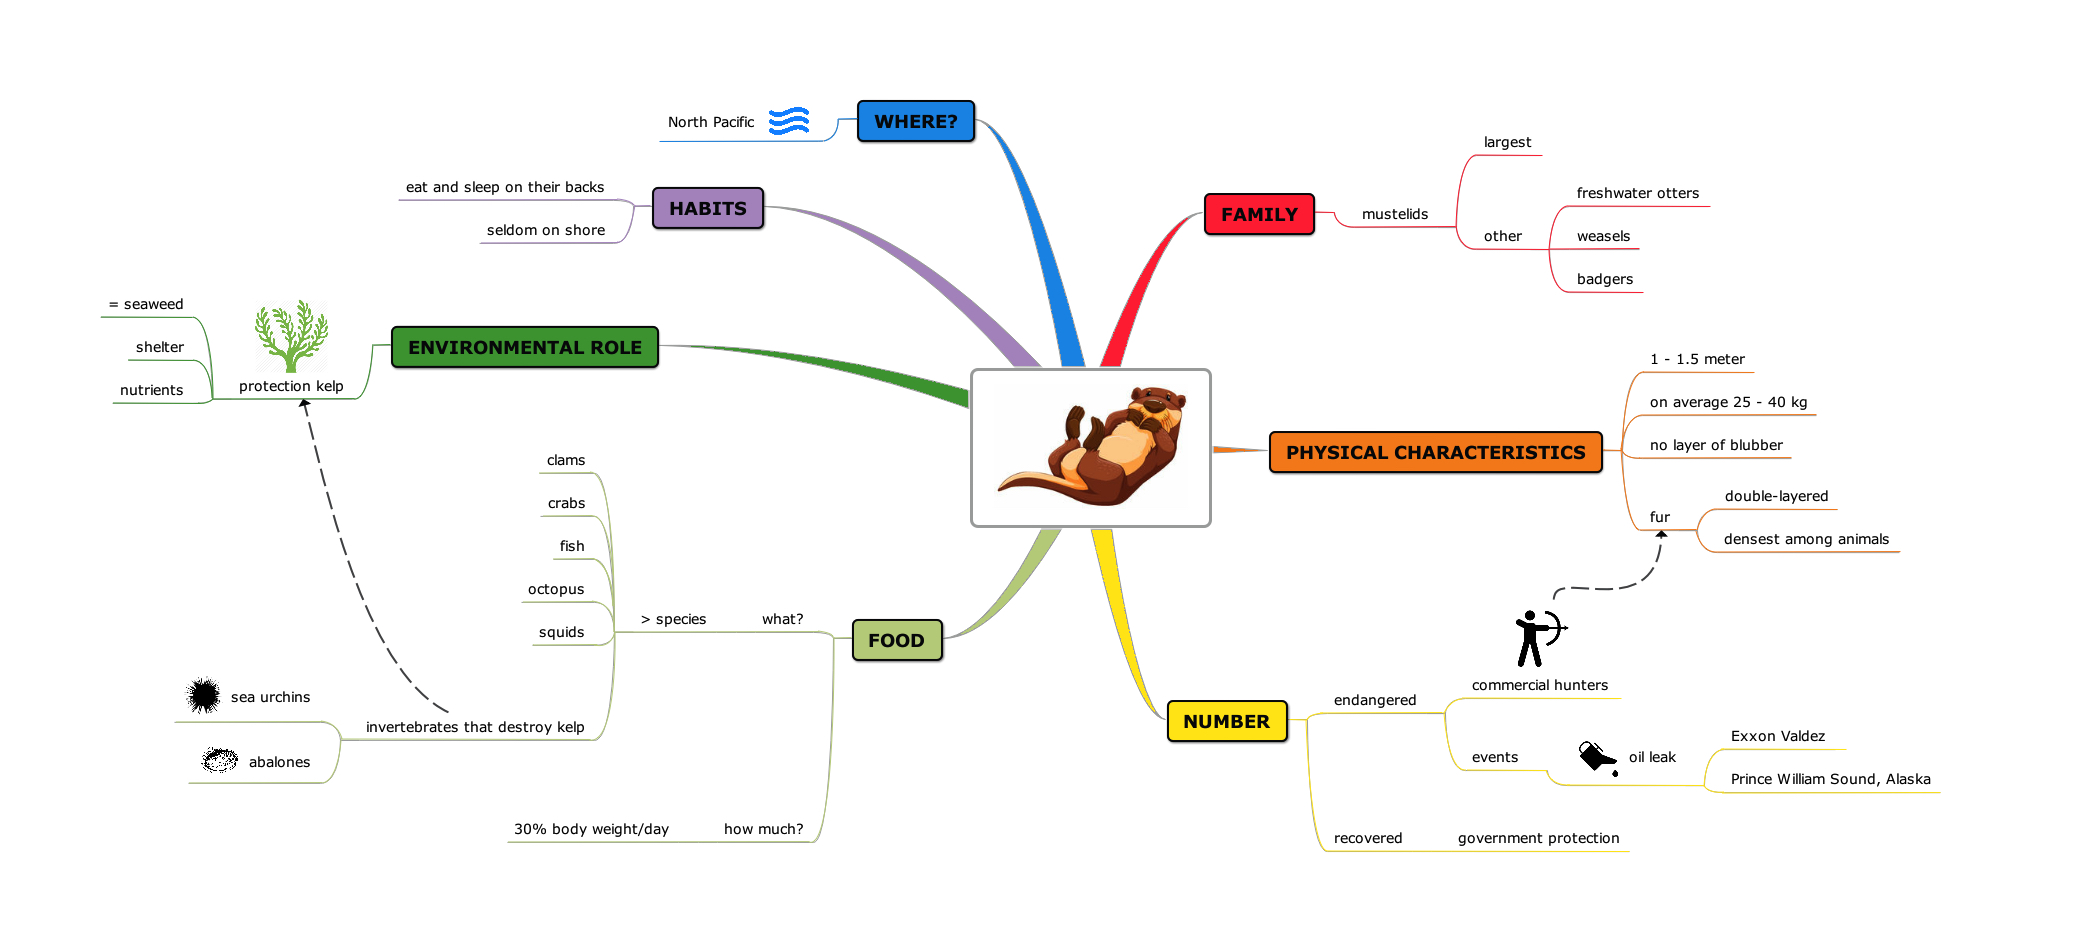 WHERE?
North Pacific
HABITS
eat and sleep on their backs
seldom on shore
ENVIRONMENTAL ROLE
protection kelp
= seaweed
shelter
nutrients
FOOD
what?
> species
clams
crabs
fish
octopus
squids
invertebrates that destroy kelp
sea urchins
abalones
how much?
30% body weight/day
FAMILY
mustelids
largest
other
freshwater otters
weasels
badgers
PHYSICAL CHARACTERISTICS
1 - 1.5 meter
on average 25 - 40 kg
no layer of blubber
fur
double-layered
densest among animals
NUMBER
endangered
commercial hunters
events
oil leak
Exxon Valdez
Prince William Sound, Alaska
recovered
government protection